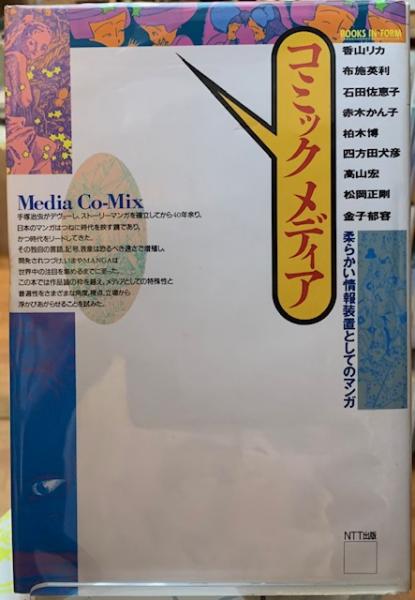 BOOKS IN·FORM
コミック メディア
香山リカ
布施英利
石田佐恵子
赤木かん子
柏木博
四方田犬彦
高山宏
松岡正剛
金子郁容
柔らかい情報装置としてのマンガ
Media Co-Mix
手塚治虫がデヴューし、ストーリーマンガを確立してから40年余り。
日本のマンガはつねに時代を映す鏡であり、
かつ時代をリードしてきた。
その独自の言語、記号、音象は恐るべき速さで増殖し、
開発されつづけ、いまやMANGAは
世界中の注目を集めるまでに至った。
この本では作品論の枠を越え、メディアとしての特殊性と
普遍性をさまざまな角度、視点、立場から
浮かびあがらせることを試みた。
NTT出版